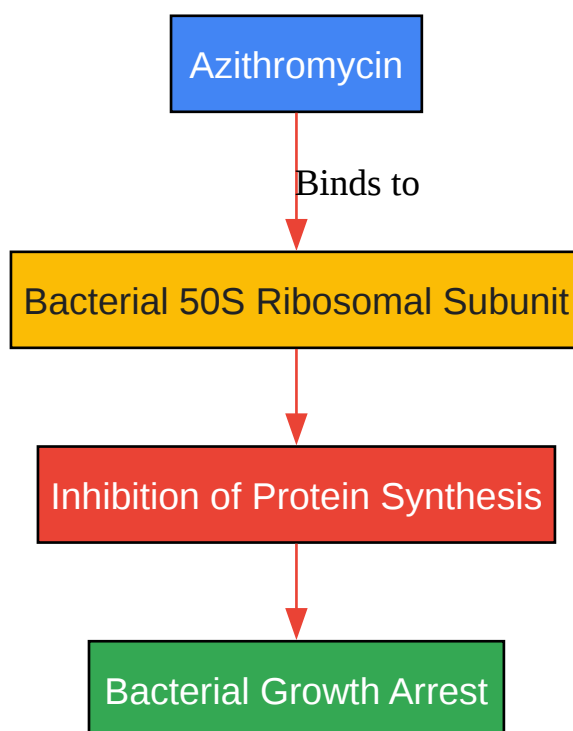 Azithromycin
Binds to
Bacterial 50S Ribosomal Subunit
Inhibition of Protein Synthesis
Bacterial Growth Arrest